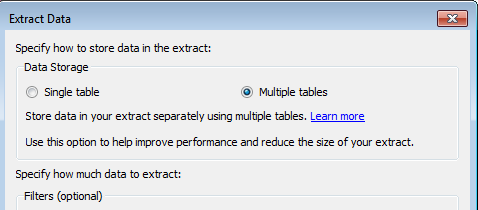 Extract Data
Specify how to store data in the extract:
Data Storage
Single table
Multiple tables
Store data in your extract separately using multiple tables. Learn more
Use this option to help improve performance and reduce the size of your extract.
Specify how much data to extract:
Filters (optional)